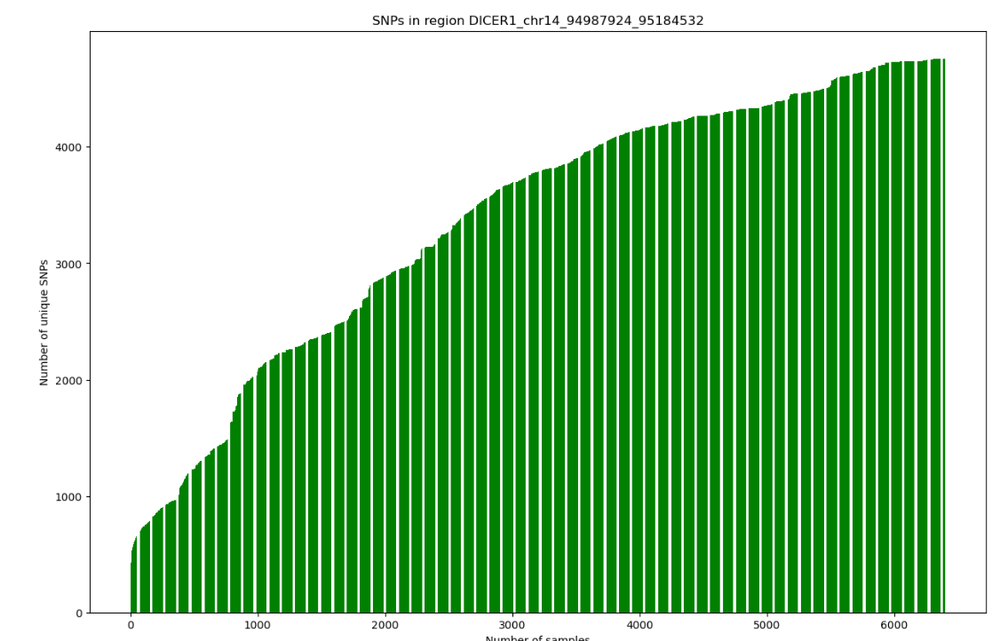 SNPs in region DICER1_chr14_94987924_95184532
Number of unique SNPs
4000
3000
2000
1000
0
0 1000 2000 3000 4000 5000 6000
Number of samples